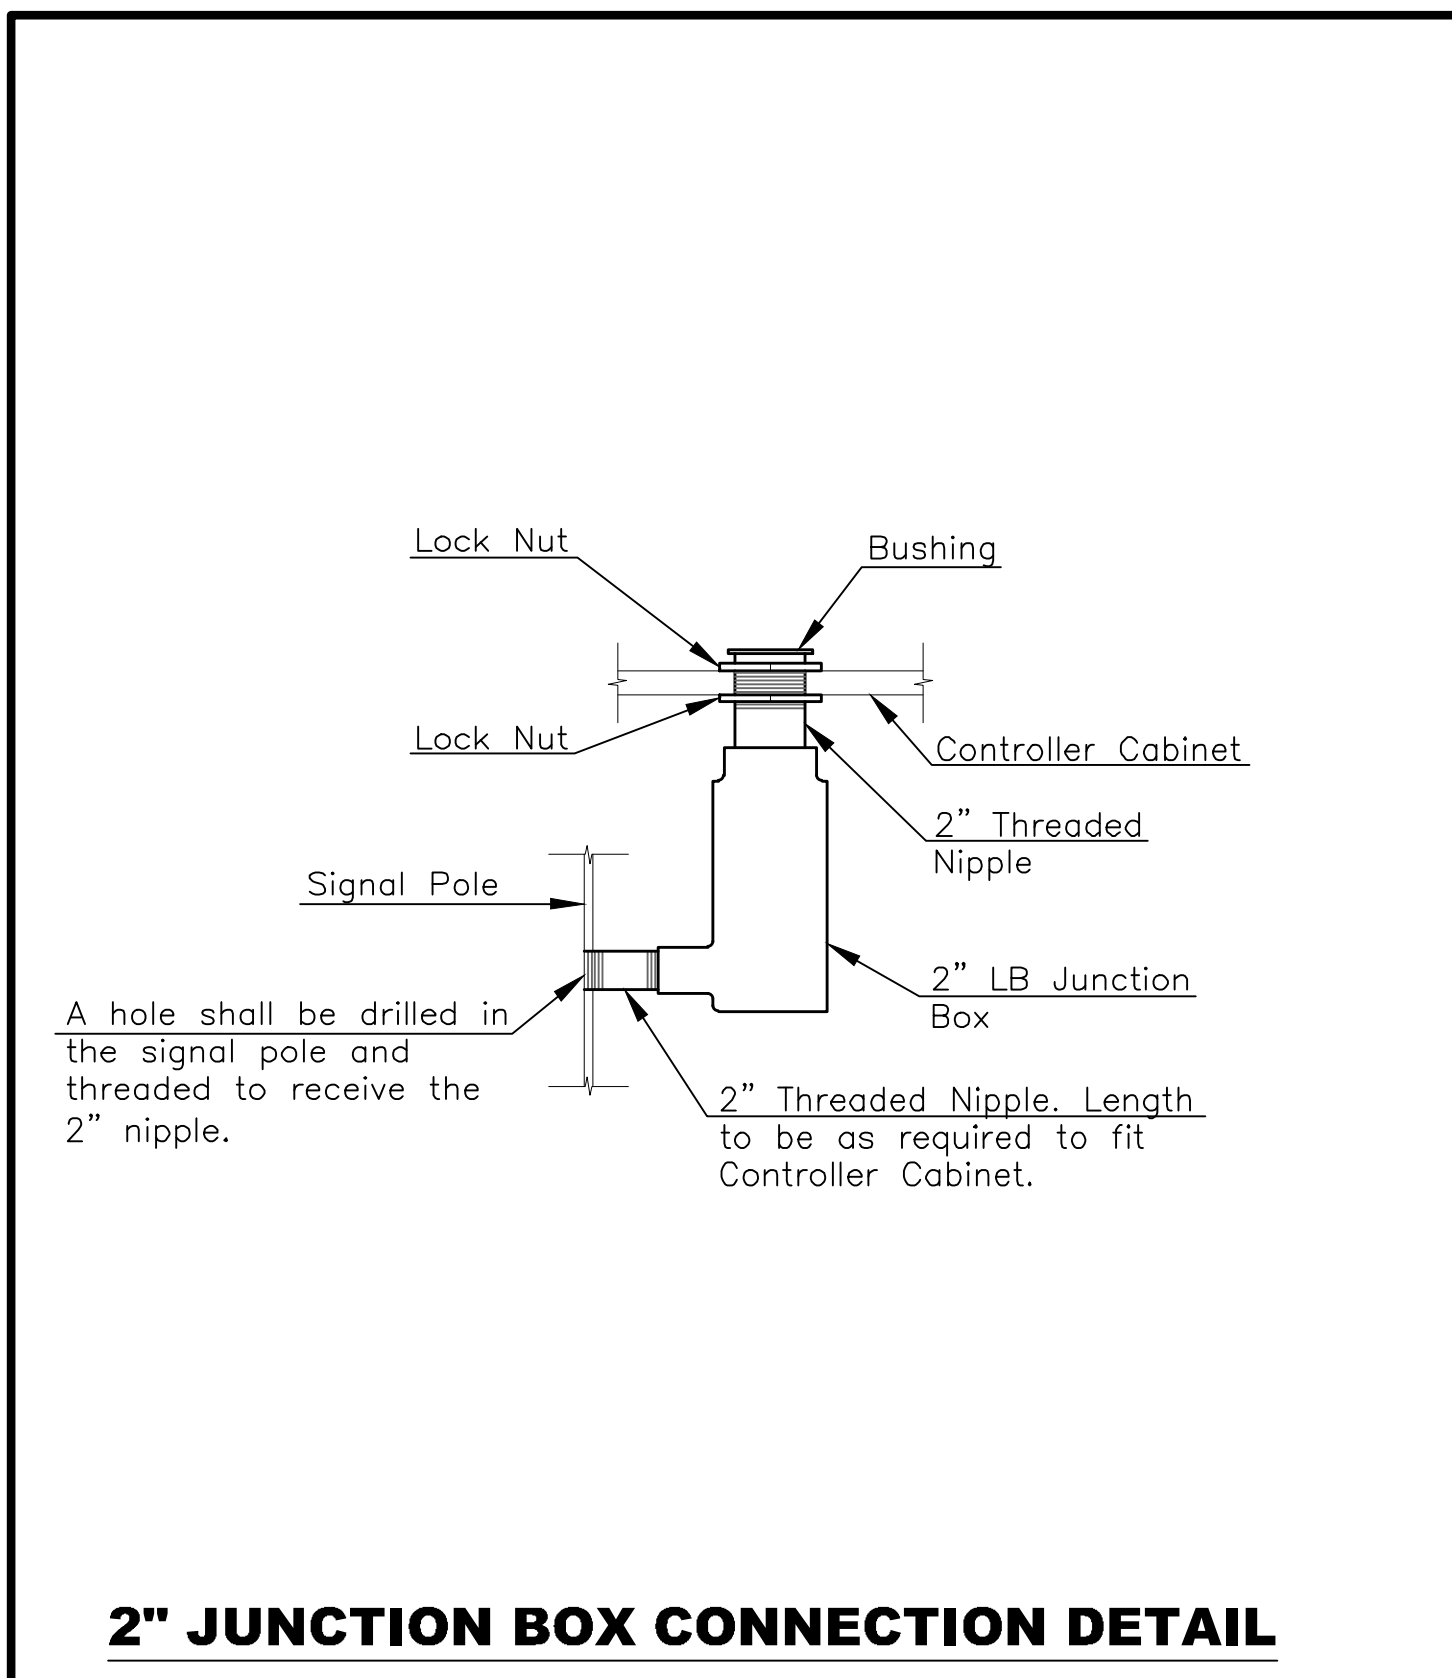 Lock Nut
Bushing
Lock Nut
Controller Cabinet
2” Threaded
Nipple
Signal Pole
2” LB Junction
Box
A hole shall be drilled in
the signal pole and
threaded to receive the
2” nipple.
2” Threaded Nipple. Length
to be as required to fit
Controller Cabinet.
2" JUNCTION BOX CONNECTION DETAIL